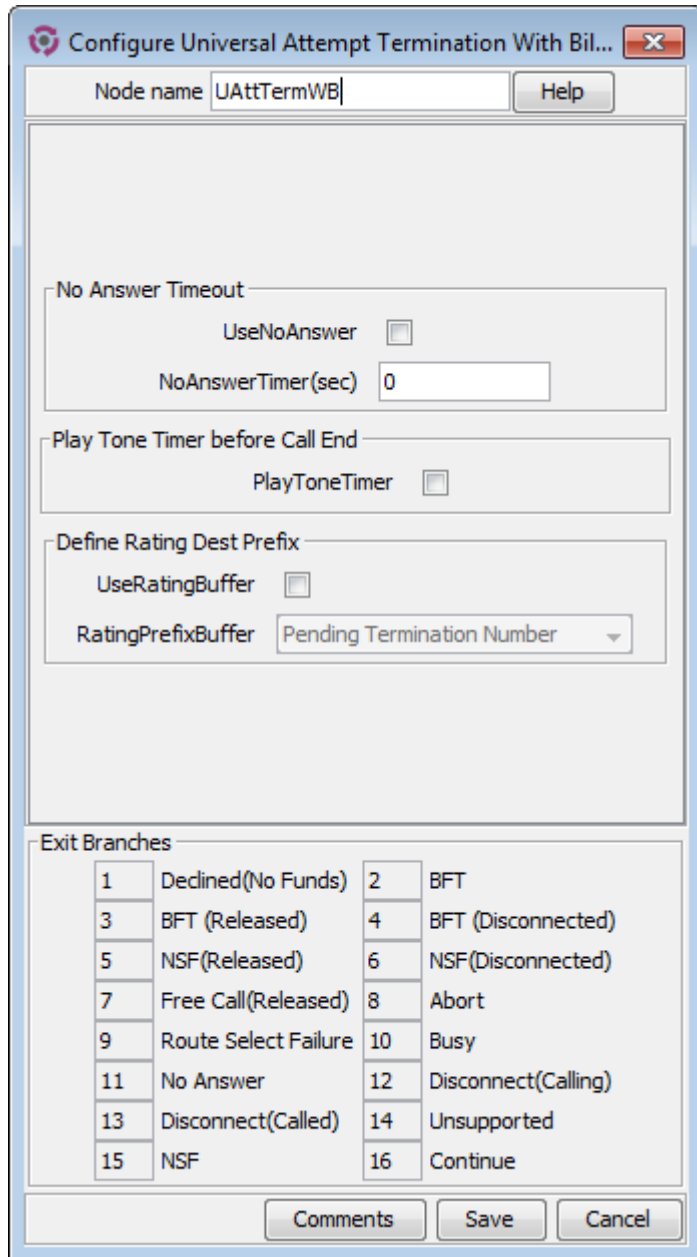 Configure Universal Attempt Termination With Bil...
Node name UAttTermWB Help
No Answer Timeout
UseNoAnswer
NoAnswerTimer(sec) 0
Play Tone Timer before Call End
PlayToneTimer
Define Rating Dest Prefix
UseRatingBuffer
RatingPrefixBuffer Pending Termination Number
Exit Branches
1 Declined(No Funds) 2 BFT
3 BFT (Released) 4 BFT (Disconnected)
5 NSF(Released) 6 NSF(Disconnected)
7 Free Call(Released) 8 Abort
9 Route Select Failure 10 Busy
11 No Answer 12 Disconnect(Calling)
13 Disconnect(Called) 14 Unsupported
15 NSF 16 Continue
Comments Save Cancel